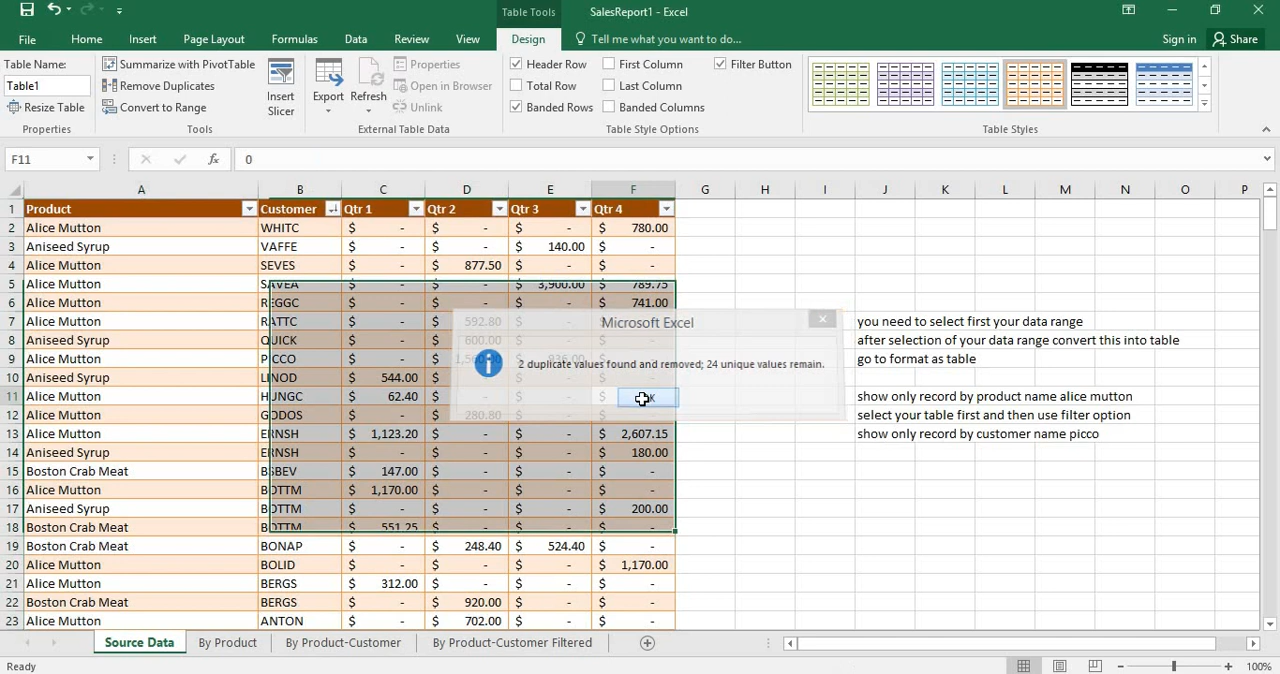 Table Tools
SalesReport1 - Excel
File Home Insert Page Layout Formulas Data Review View Design Tell me what you want to do... Sign in Share
Table Name: Summarize with PivotTable Properties Header Row First Column Filter Button
Table1 Remove Duplicates Insert Slicer Export Refresh Open in Browser Total Row Last Column
Resize Table Convert to Range Unlink Banded Rows Banded Columns
Properties Tools External Table Data Table Style Options Table Styles
F11 fx 0
A B C D E F G H I J K L M N O P
1 Product Customer Qtr 1 Qtr 2 Qtr 3 Qtr 4
2 Alice Mutton WHITC $ - $ - $ - $ 780.00
3 Aniseed Syrup VAFFE $ - $ - $ 140.00 $ -
4 Alice Mutton SEVES $ - $ 877.50 $ - $ -
5 Alice Mutton SAVEA $ - $ - $ 3,900.00 $ 789.75
6 Alice Mutton REGGC $ - $ - $ - $ 741.00
7 Alice Mutton RATTC $ - $ 592.80 you need to select first your data range
8 Aniseed Syrup QUICK $ - $ 600.00 after selection of your data range convert this into table
9 Alice Mutton PICCO $ - go to format as table
10 Aniseed Syrup LINOD $ 544.00
11 Alice Mutton HUNGC $ 62.40 show only record by product name alice mutton
12 Alice Mutton GODOS $ - $ 280.80 select your table first and then use filter option
13 Alice Mutton ERNSH $ 1,123.20 $ - $ - $ 2,607.15 show only record by customer name picco
14 Aniseed Syrup ERNSH $ - $ - $ - $ 180.00
15 Boston Crab Meat BSBEV $ 147.00 $ - $ - $ -
16 Alice Mutton BOTTM $ 1,170.00 $ - $ - $ -
17 Aniseed Syrup BOTTM $ - $ - $ - $ 200.00
18 Boston Crab Meat BOTTM $ 551.25 $ - $ - $ -
19 Boston Crab Meat BONAP $ - $ 248.40 $ 524.40 $ -
20 Alice Mutton BOLID $ - $ - $ - $ 1,170.00
21 Alice Mutton BERGS $ 312.00 $ - $ - $ -
22 Boston Crab Meat BERGS $ - $ 920.00 $ - $ -
23 Alice Mutton ANTON $ - $ 702.00 $ - $ -
Microsoft Excel
2 duplicate values found and removed; 24 unique values remain.
Source Data By Product By Product-Customer By Product-Customer Filtered
Ready 100%